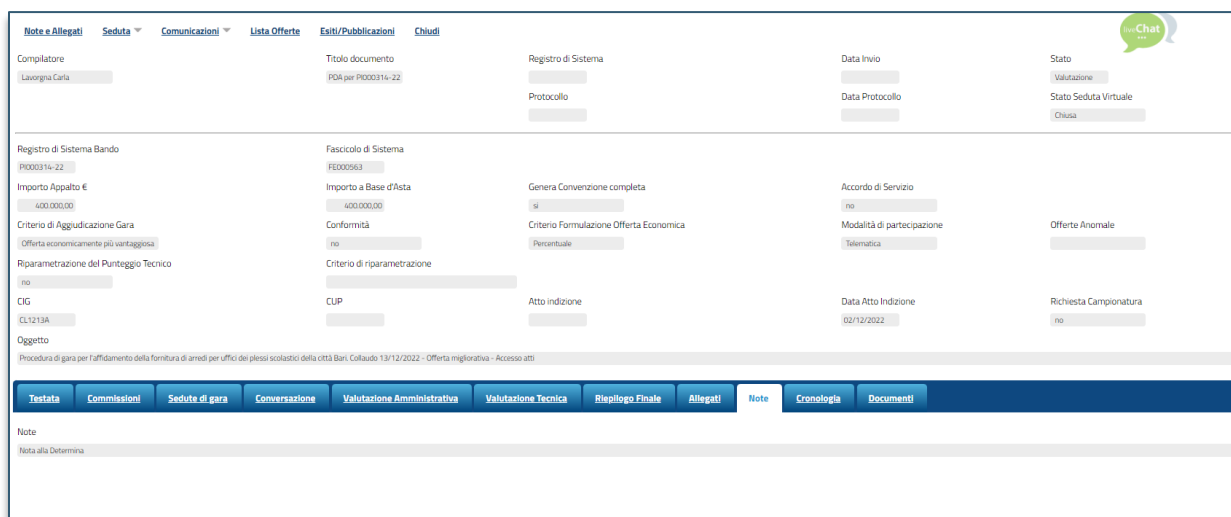 Note e Allegati Seduta Comunicazioni Lista Offerte Esiti/Pubblicazioni Chiudi
liveChat
Compilatore Titolo documento Registro di Sistema Data Invio Stato
Lavorgna Carla PDA per PI000314-22 Valutazione
Protocollo Data Protocollo Stato Seduta Virtuale
Chiusa
Registro di Sistema Bando Fascicolo di Sistema
PI000314-22 FE000563
Importo Appalto € Importo a Base d'Asta Genera Convenzione completa Accordo di Servizio
400.000,00 400.000,00 si no
Criterio di Aggiudicazione Gara Conformità Criterio Formulazione Offerta Economica Modalità di partecipazione Offerte Anomale
Offerta economicamente più vantaggiosa no Percentuale Telematica
Riparametrazione del Punteggio Tecnico Criterio di riparametrazione
no
CIG CUP Atto indizione Data Atto Indizione Richiesta Campionatura
CL1213A 02/12/2022 no
Oggetto
Procedura di gara per l'affidamento della fornitura di arredi per uffici dei plessi scolastici della città Bari. Collaudo 13/12/2022 - Offerta migliorativa - Accesso atti
Testata Commissioni Sedute di gara Conversazione Valutazione Amministrativa Valutazione Tecnica Riepilogo Finale Allegati Note Cronologia Documenti
Note
Nota alla Determina